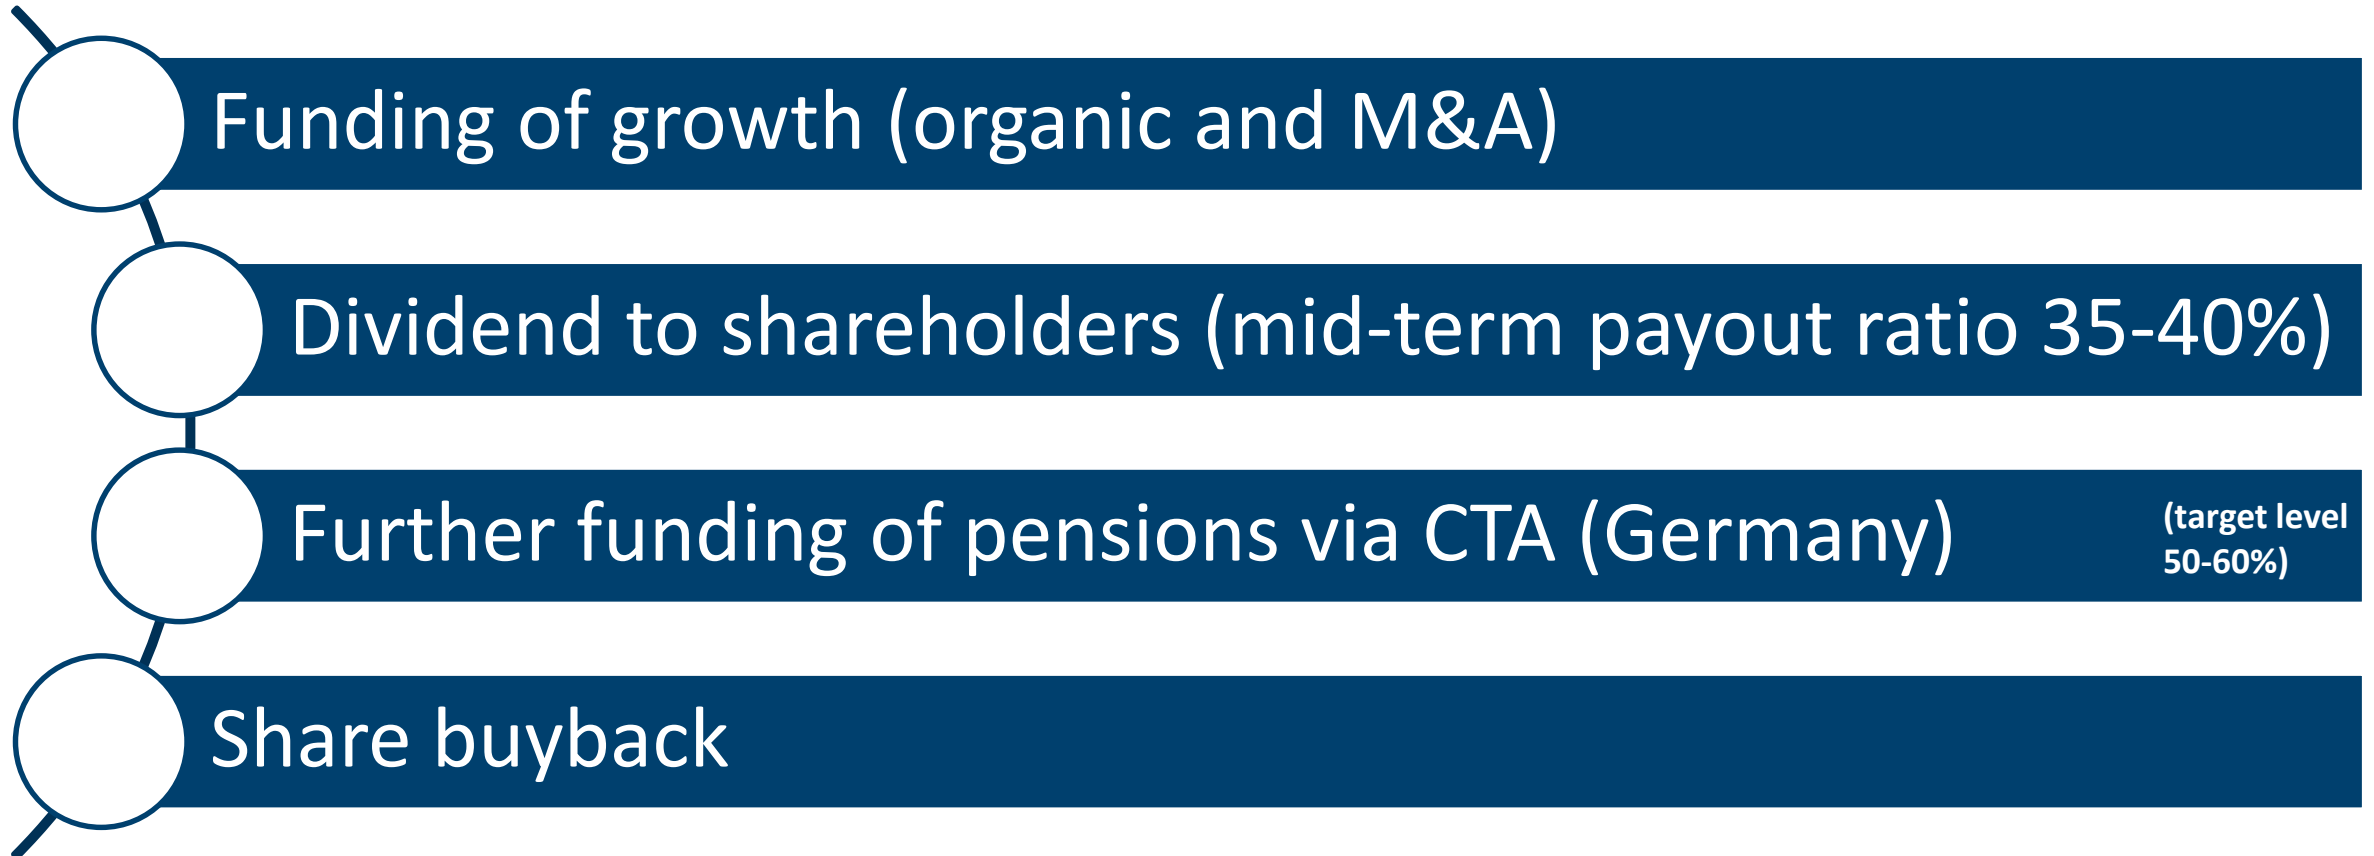 Funding of growth (organic and M&A)
Dividend to shareholders (mid-term payout ratio 35-40%)
Further funding of pensions via CTA (Germany)
(target level
50-60%)
Share buyback